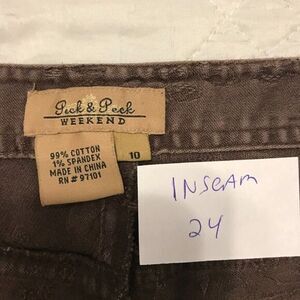 Peck & Peck
WEEKEND
99% COTTON
1% SPANDEX
MADE IN CHINA
RN # 97101
10
INSEAM
24